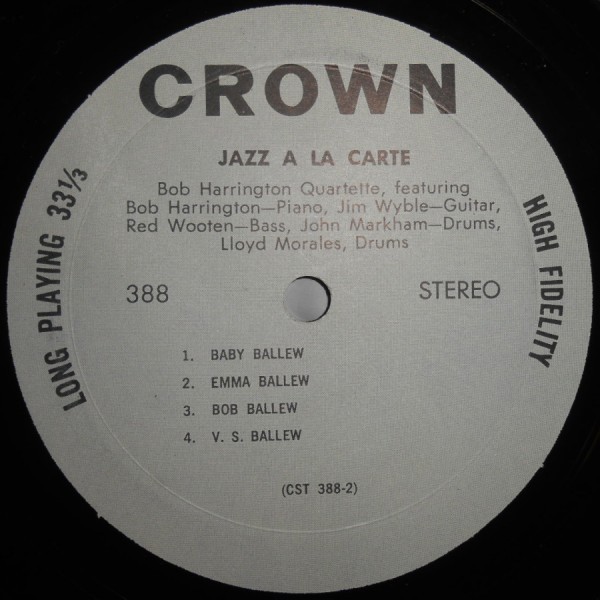 CROWN
JAZZ A LA CARTE
Bob Harrington Quartette, featuring
Bob Harrington—Piano, Jim Wyble—Guitar,
Red Wooten—Bass, John Markham—Drums,
Lloyd Morales, Drums
LONG PLAYING 33⅓
HIGH FIDELITY
388 STEREO
1. BABY BALLEW
2. EMMA BALLEW
3. BOB BALLEW
4. V. S. BALLEW
(CST 388-2)